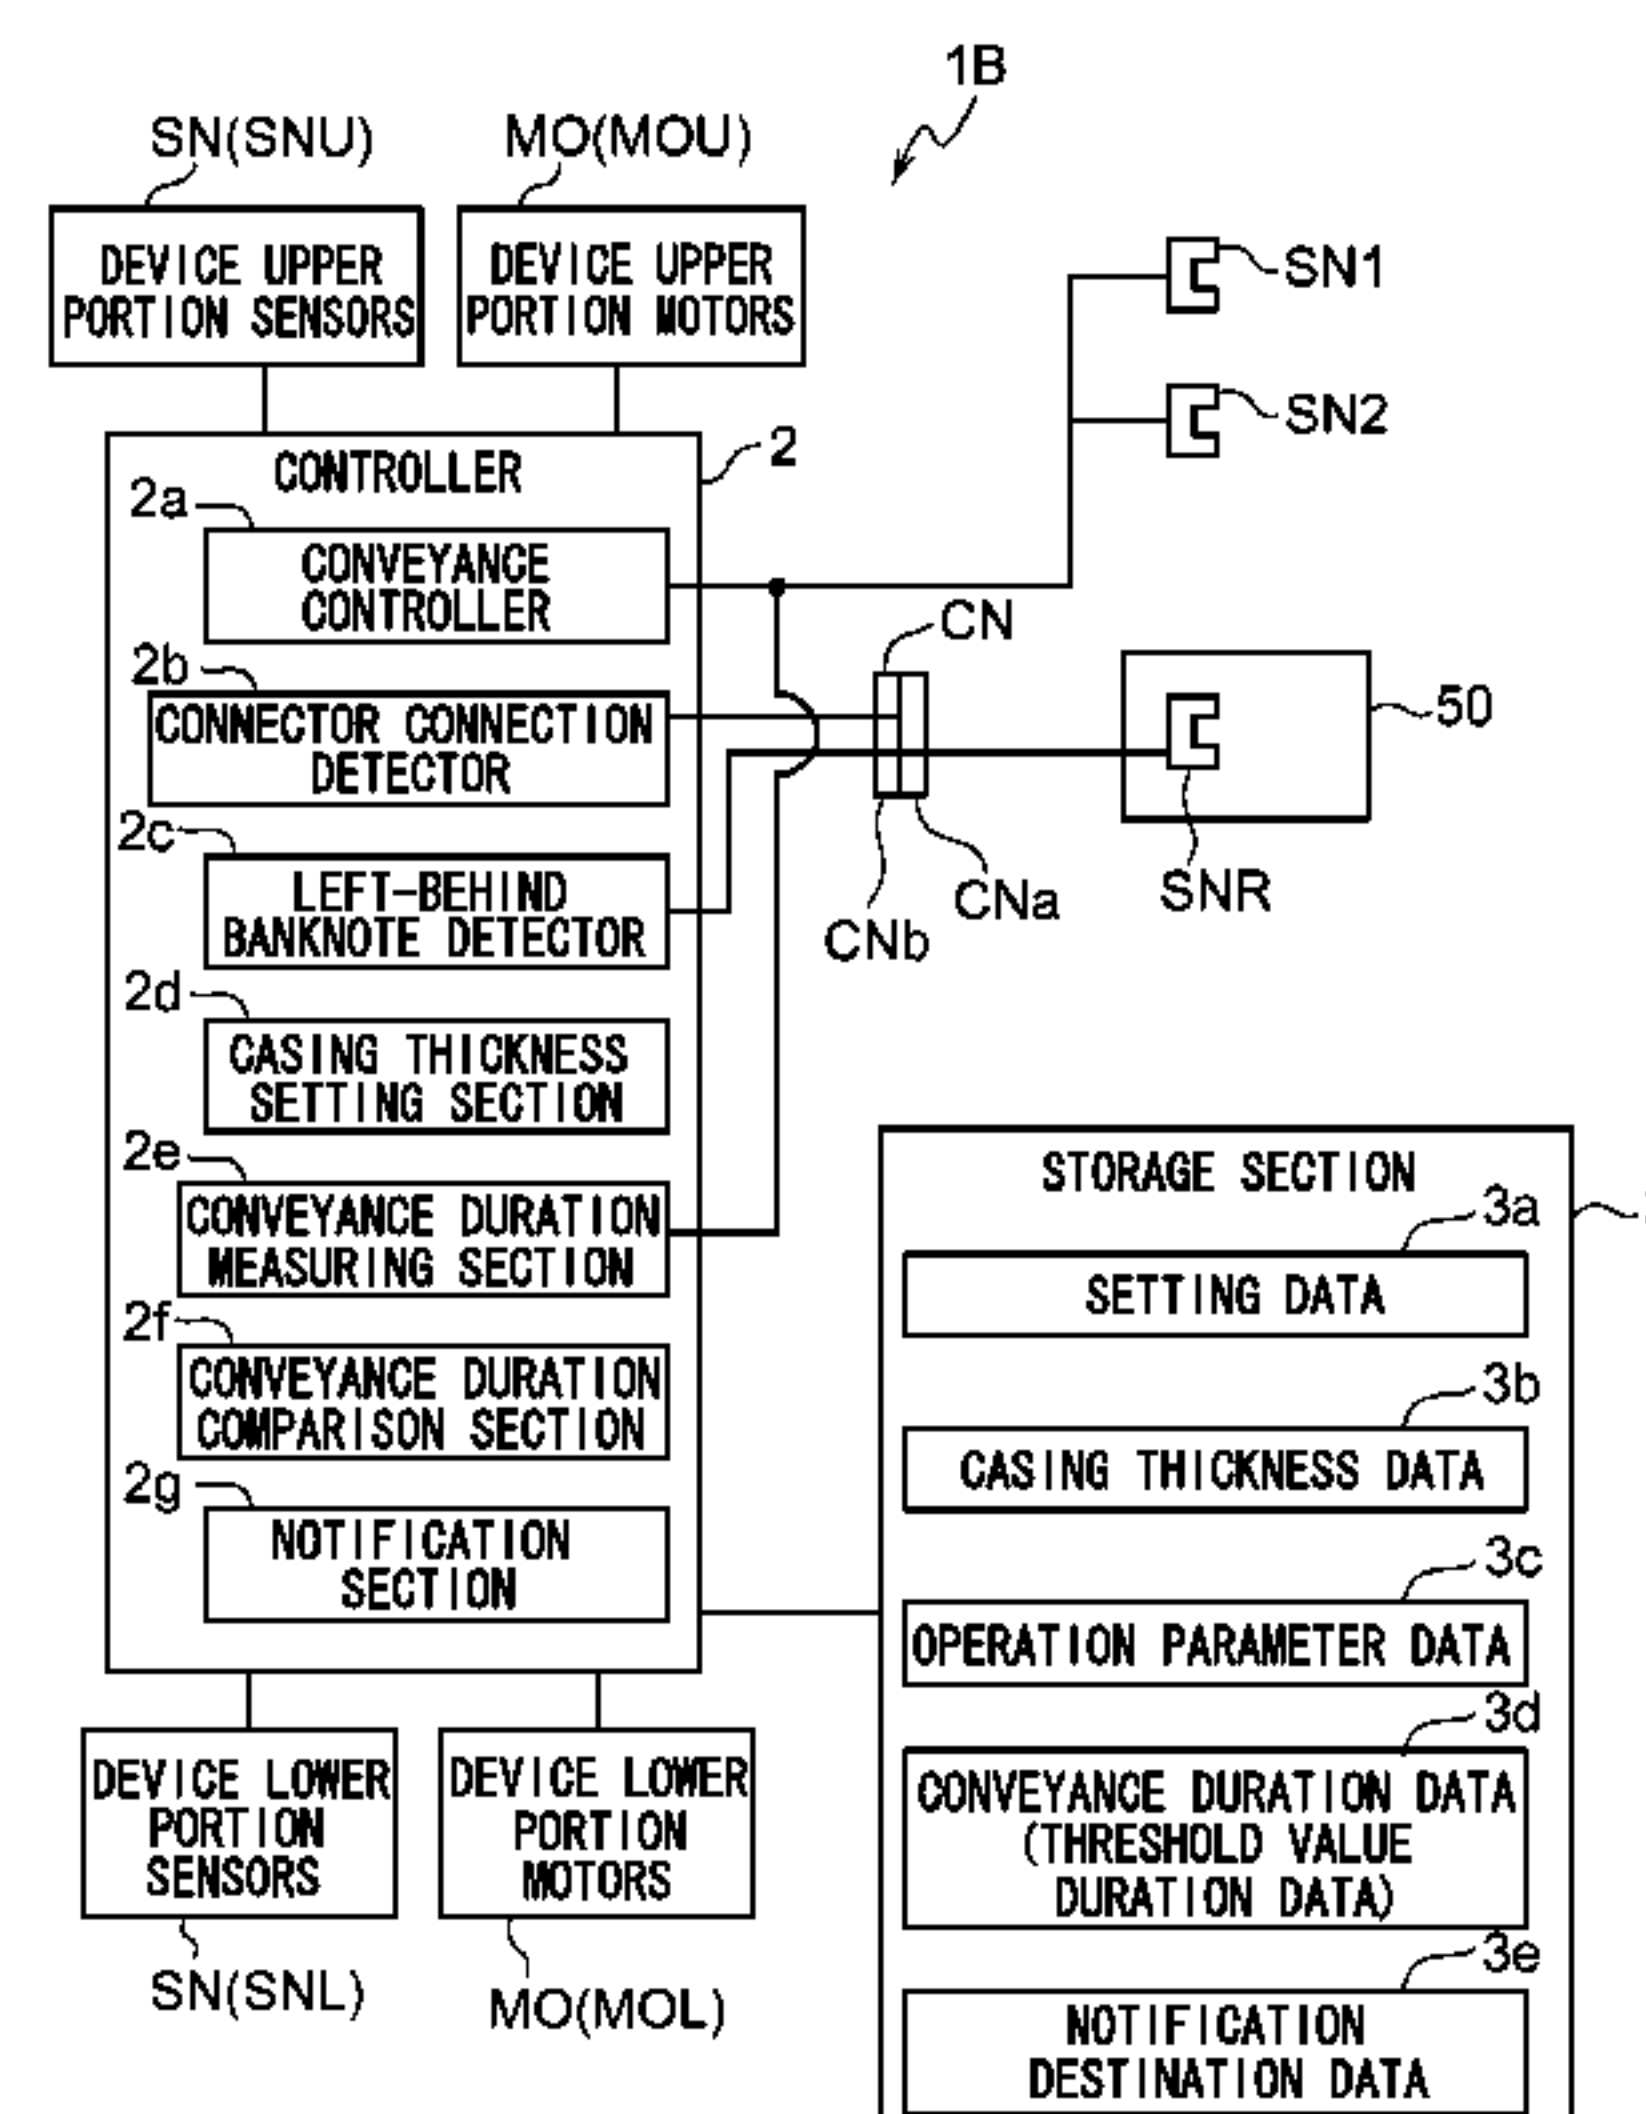 1B
SN(SNU)
MO(MOU)
DEVICE UPPER
PORTION SENSORS
DEVICE UPPER
PORTION MOTORS
SN1
SN2
CONTROLLER
2
2a
CONVEYANCE
CONTROLLER
2b
CONNECTOR CONNECTION
DETECTOR
CN
50
CNb
CNa
SNR
2c
LEFT-BEHIND
BANKNOTE DETECTOR
2d
CASING THICKNESS
SETTING SECTION
2e
CONVEYANCE DURATION
MEASURING SECTION
2f
CONVEYANCE DURATION
COMPARISON SECTION
2g
NOTIFICATION
SECTION
DEVICE LOWER
PORTION
SENSORS
DEVICE LOWER
PORTION
MOTORS
SN(SNL)
MO(MOL)
STORAGE SECTION
3a
SETTING DATA
3b
CASING THICKNESS DATA
3c
OPERATION PARAMETER DATA
3d
CONVEYANCE DURATION DATA
(THRESHOLD VALUE
DURATION DATA)
3e
NOTIFICATION
DESTINATION DATA